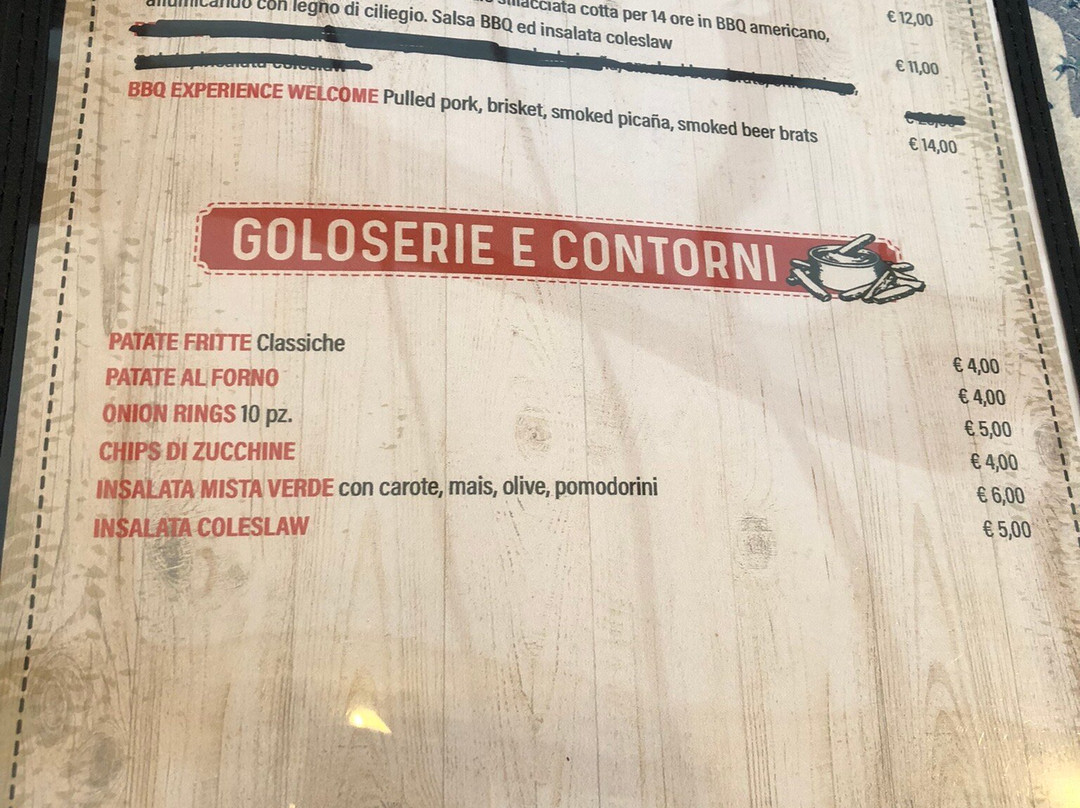 cotta per 14 ore in BBQ americano, € 12,00
con legno di ciliegio. Salsa BBQ ed insalata coleslaw € 11,00
BBQ EXPERIENCE WELCOME Pulled pork, brisket, smoked picaña, smoked beer brats € 14,00
GOLOSERIE E CONTORNI
PATATE FRITTE Classiche € 4,00
PATATE AL FORNO € 4,00
ONION RINGS 10 pz. € 5,00
CHIPS DI ZUCCHINE € 4,00
INSALATA MISTA VERDE con carote, mais, olive, pomodorini € 6,00
INSALATA COLESLAW € 5,00